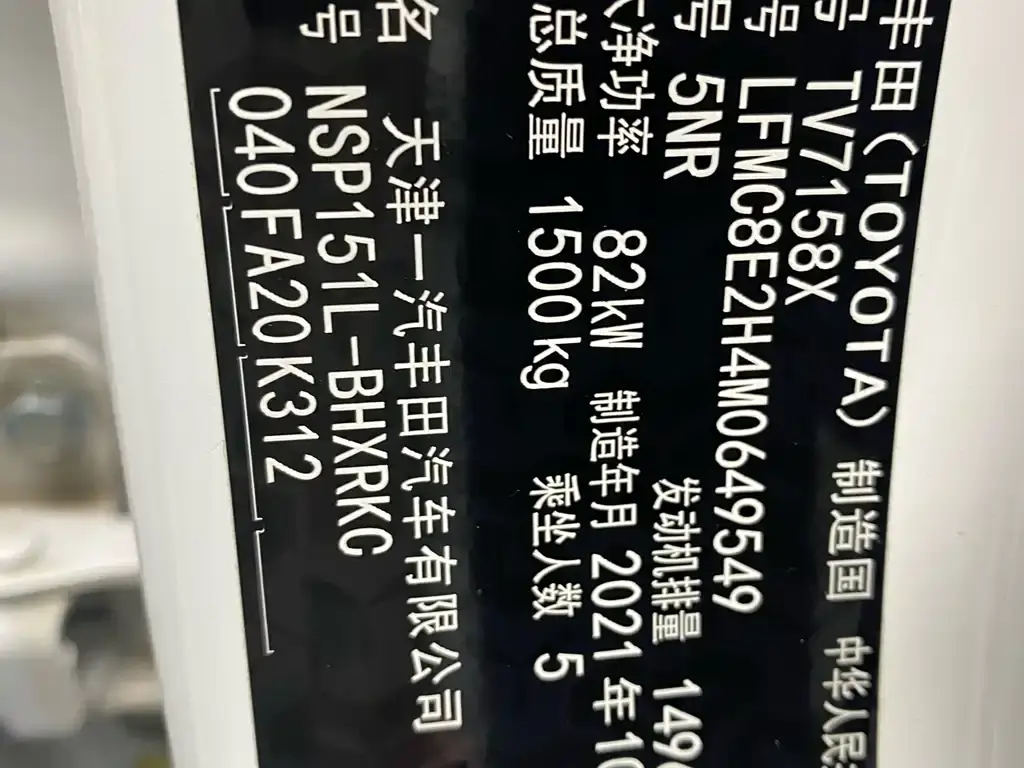 丰田（TOYOTA） 制造国 中华人民
号 TV7158X
号 LFMC8E2H4M0649549
号 5NR 发动机排量 149
大净功率 82kW 制造年月 2021年10
总质量 1500kg 乘坐人数 5
名 天津一汽丰田汽车有限公司
号 NSP151L-BHXRKC
040FA20K312